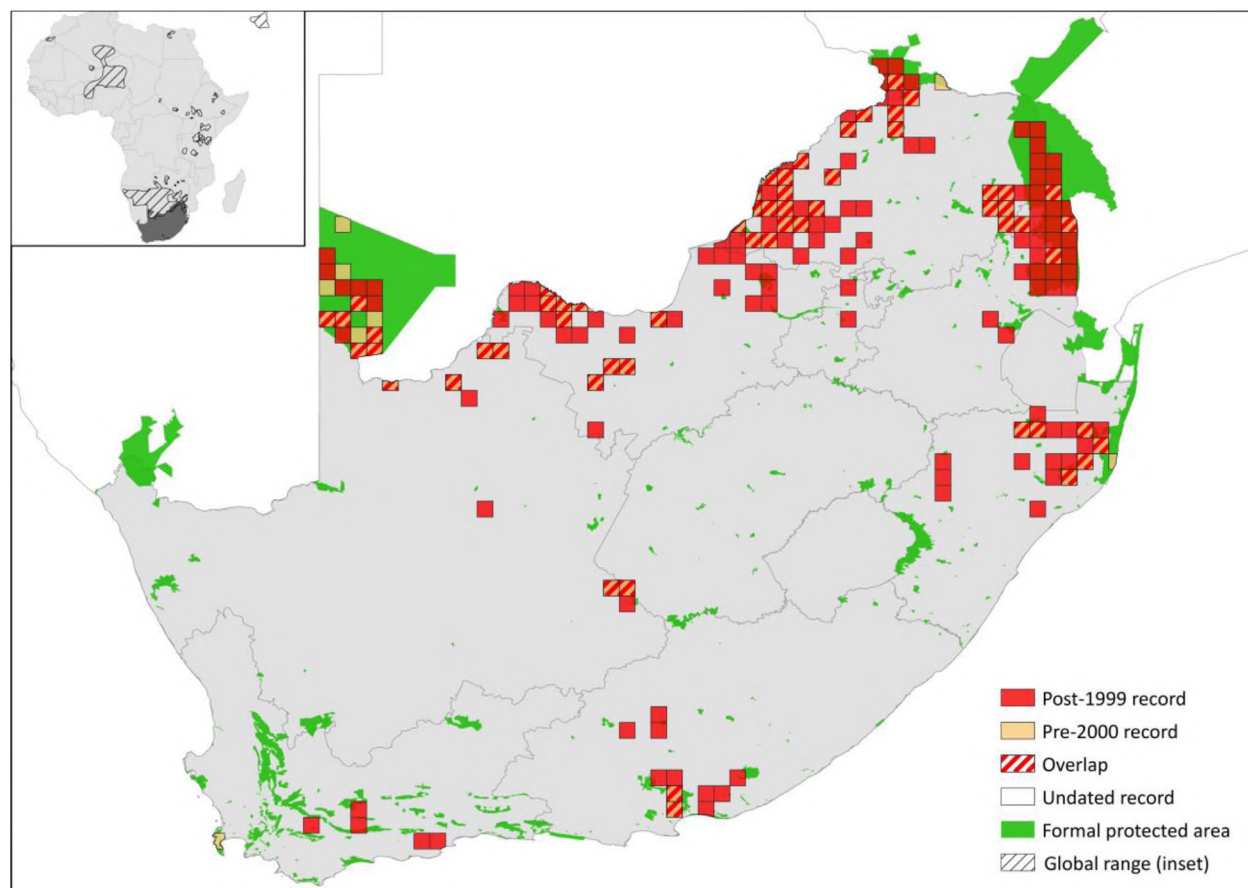 Post-1999 record
Pre-2000 record
Overlap
Undated record
Formal protected area
Global range (inset)